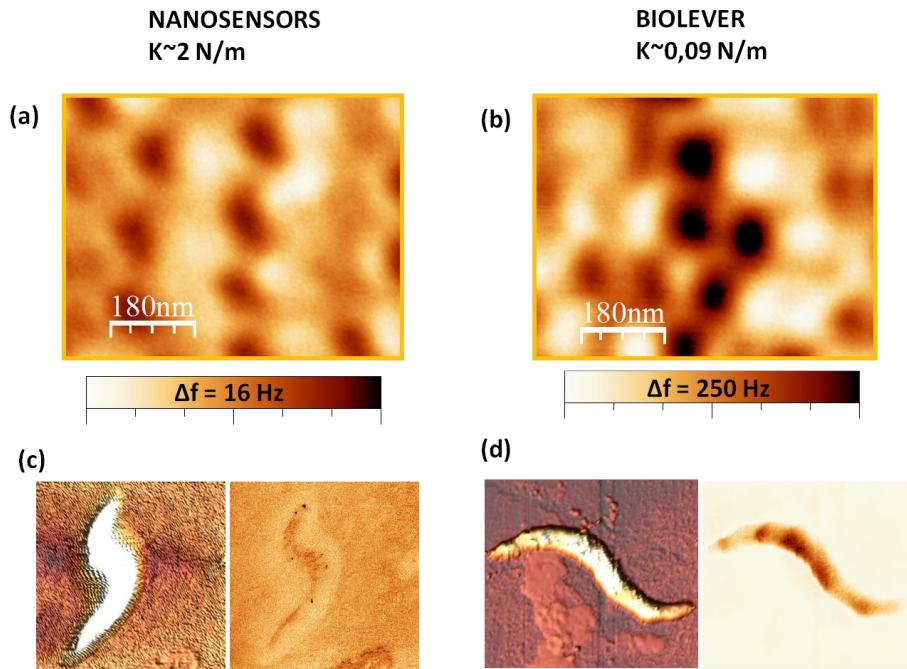 NANOSENSORS
K~2 N/m
BIOLEVER
K~0,09 N/m
(a)
180nm
Δf = 16 Hz
(b)
180nm
Δf = 250 Hz
(c)
(d)